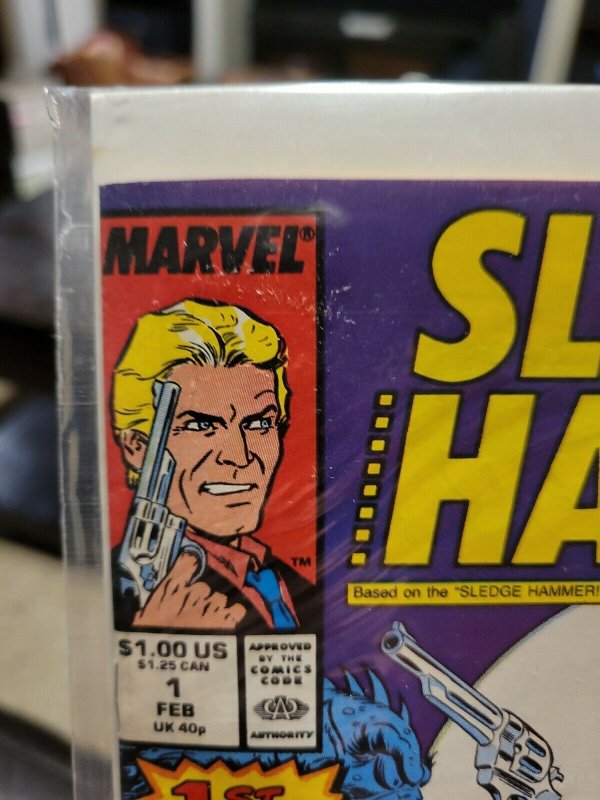 MARVEL®
SL
HA
TM
Based on the "SLEDGE HAMMER!
$1.00 US
$1.25 CAN
1
FEB
UK 40p
APPROVED
BY THE
COMICS
CODE
CA
AUTHORITY
1ST